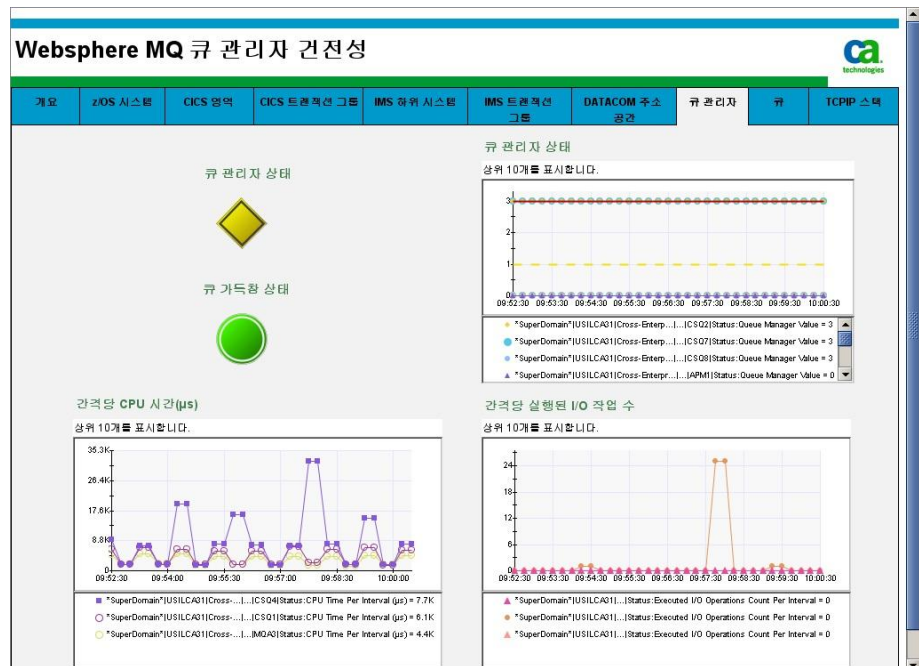 Websphere MQ 큐 관리자 건전성
ca
technologies
개요
z/OS 시스템
CICS 영역
CICS 트랜잭션 그룹
IMS 하위 시스템
IMS 트랜잭션
그룹
DATACOM 주소
공간
큐 관리자
큐
TCPIP 스택
큐 관리자 상태
큐 가득참 상태
큐 관리자 상태
상위 10개를 표시합니다.
3
2
1
0
09:52:30 09:53:30 09:54:30 09:55:30 09:56:30 09:57:30 09:58:30 09:59:30 10:00:30
*SuperDomain*|USILCA31|Cross-Enterp...|...|CSQ2|Status:Queue Manager Value = 3
*SuperDomain*|USILCA31|Cross-Enterp...|...|CSQ7|Status:Queue Manager Value = 3
*SuperDomain*|USILCA31|Cross-Enterp...|...|CSQ8|Status:Queue Manager Value = 3
*SuperDomain*|USILCA31|Cross-Enterpr...|...|APM1|Status:Queue Manager Value = 0
간격당 CPU 시간(µs)
상위 10개를 표시합니다.
35.3K
26.4K
17.6K
8.8K
0
09:52:30 09:54:00 09:55:30 09:57:00 09:58:30 10:00:00
*SuperDomain*|USILCA31|Cross-...|...|CSQ4|Status:CPU Time Per Interval (µs) = 7.7K
*SuperDomain*|USILCA31|Cross-...|...|CSQ1|Status:CPU Time Per Interval (µs) = 6.1K
*SuperDomain*|USILCA31|Cross-...|...|MQA3|Status:CPU Time Per Interval (µs) = 4.4K
간격당 실행된 I/O 작업 수
상위 10개를 표시합니다.
24
18
12
6
0
09:52:30 09:53:30 09:54:30 09:55:30 09:56:30 09:57:30 09:58:30 09:59:30 10:00:30
*SuperDomain*|USILCA31|...|Status:Executed I/O Operations Count Per Interval = 0
*SuperDomain*|USILCA31|...|Status:Executed I/O Operations Count Per Interval = 0
*SuperDomain*|USILCA31|...|Status:Executed I/O Operations Count Per Interval = 0